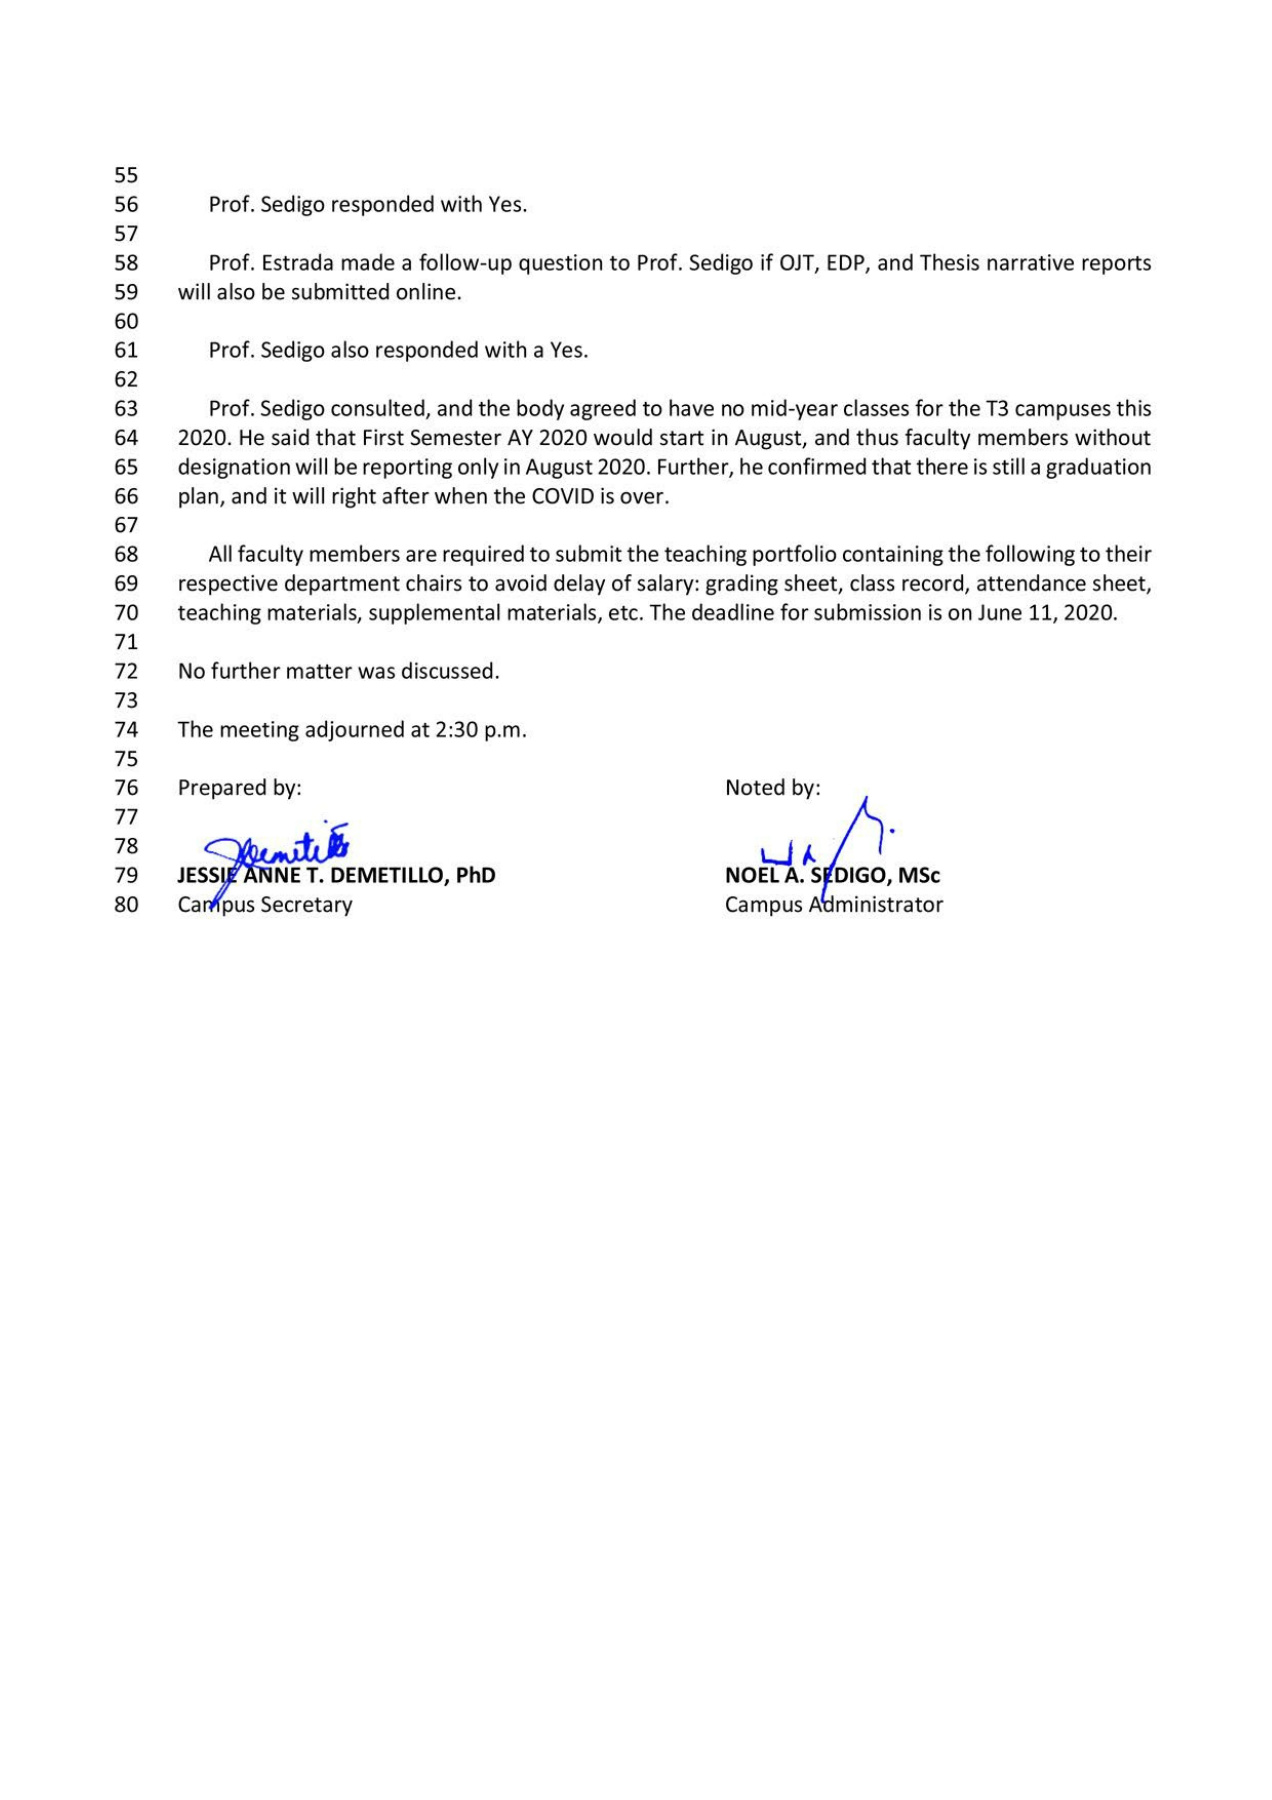 55
56 Prof. Sedigo responded with Yes.
57
58 Prof. Estrada made a follow-up question to Prof. Sedigo if OJT, EDP, and Thesis narrative reports
59 will also be submitted online.
60
61 Prof. Sedigo also responded with a Yes.
62
63 Prof. Sedigo consulted, and the body agreed to have no mid-year classes for the T3 campuses this
64 2020. He said that First Semester AY 2020 would start in August, and thus faculty members without
65 designation will be reporting only in August 2020. Further, he confirmed that there is still a graduation
66 plan, and it will right after when the COVID is over.
67
68 All faculty members are required to submit the teaching portfolio containing the following to their
69 respective department chairs to avoid delay of salary: grading sheet, class record, attendance sheet,
70 teaching materials, supplemental materials, etc. The deadline for submission is on June 11, 2020.
71
72 No further matter was discussed.
73
74 The meeting adjourned at 2:30 p.m.
75
76 Prepared by: Noted by:
77
78
79 JESSIE ANNE T. DEMETILLO, PhD NOEL A. SEDIGO, MSc
80 Campus Secretary Campus Administrator